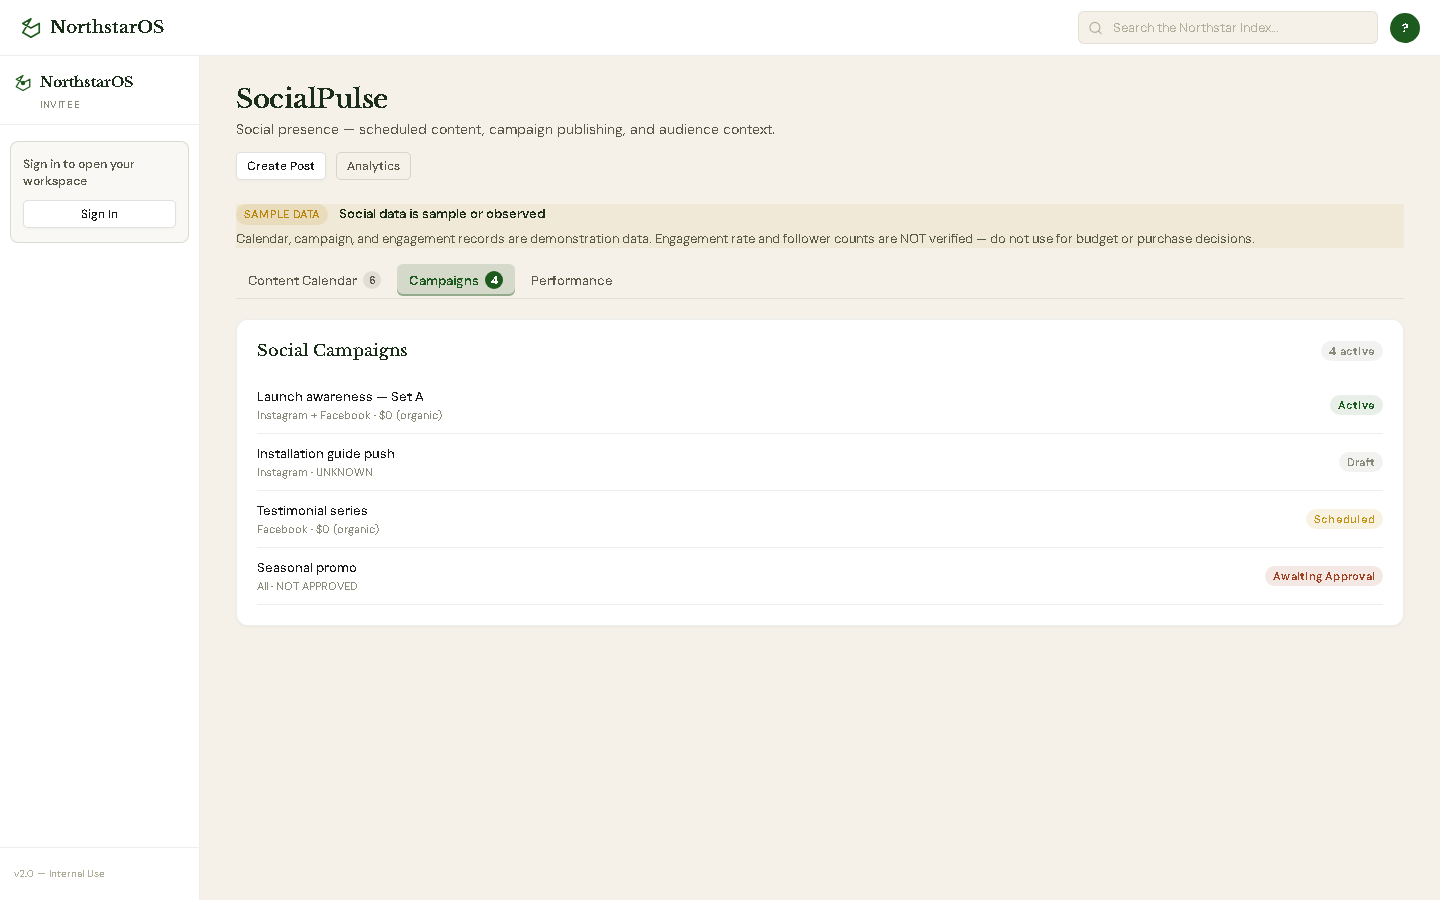 NorthstarOS
Search the Northstar Index...
?
NorthstarOS
INVITEE
Sign in to open your
workspace
Sign In
SocialPulse
Social presence — scheduled content, campaign publishing, and audience context.
Create Post
Analytics
SAMPLE DATA Social data is sample or observed
Calendar, campaign, and engagement records are demonstration data. Engagement rate and follower counts are NOT verified — do not use for budget or purchase decisions.
Content Calendar 6
Campaigns 4
Performance
Social Campaigns
4 active
Launch awareness — Set A
Instagram + Facebook · $0 (organic)
Active
Installation guide push
Instagram · UNKNOWN
Draft
Testimonial series
Facebook · $0 (organic)
Scheduled
Seasonal promo
All · NOT APPROVED
Awaiting Approval
v2.0 — Internal Use